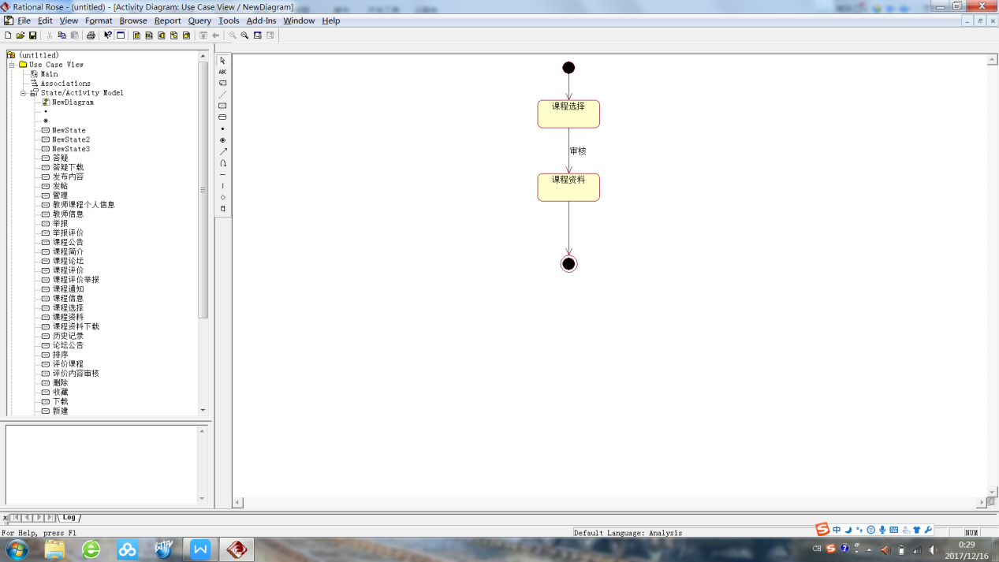 Rational Rose - (untitled) - [Activity Diagram: Use Case View / NewDiagram]
File Edit View Format Browse Report Query Tools Add-Ins Window Help
(untitled)
Use Case View
Main
Associations
State/Activity Model
NewDiagram
NewState
NewState2
NewState3
答疑
答疑下载
发布内容
发帖
管理
教师课程个人信息
教师信息
举报
举报评价
课程公告
课程简介
课程论坛
课程评价
课程评价举报
课程通知
课程信息
课程选择
课程资料
课程资料下载
历史记录
论坛公告
排序
评价课程
评价内容审核
删除
收藏
下载
新建
ABC
课程选择
审核
课程资料
Log
For Help, press F1
Default Language: Analysis
NUM
中
CH
0:29
2017/12/16